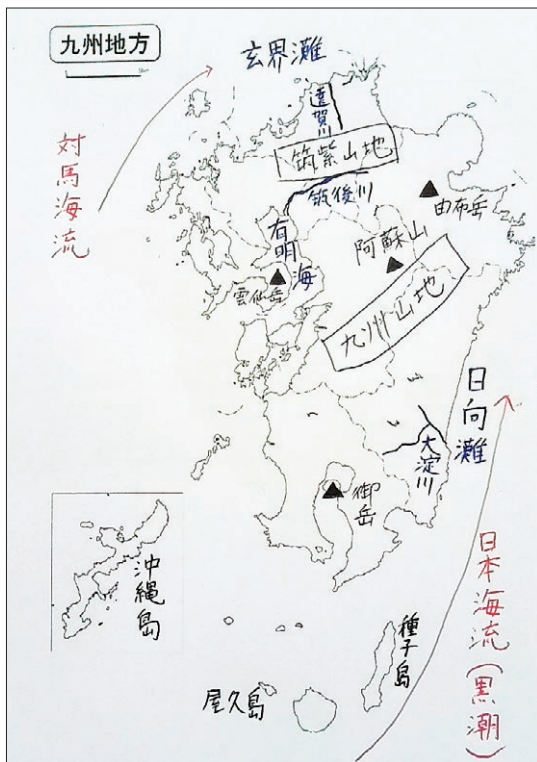 九州地方
玄界灘
遠賀川
対馬海流
筑紫山地
筑後川
由布岳
有明海
阿蘇山
雲仙岳
九州山地
日向灘
大淀川
御岳
沖縄島
日本海流(黒潮)
種子島
屋久島